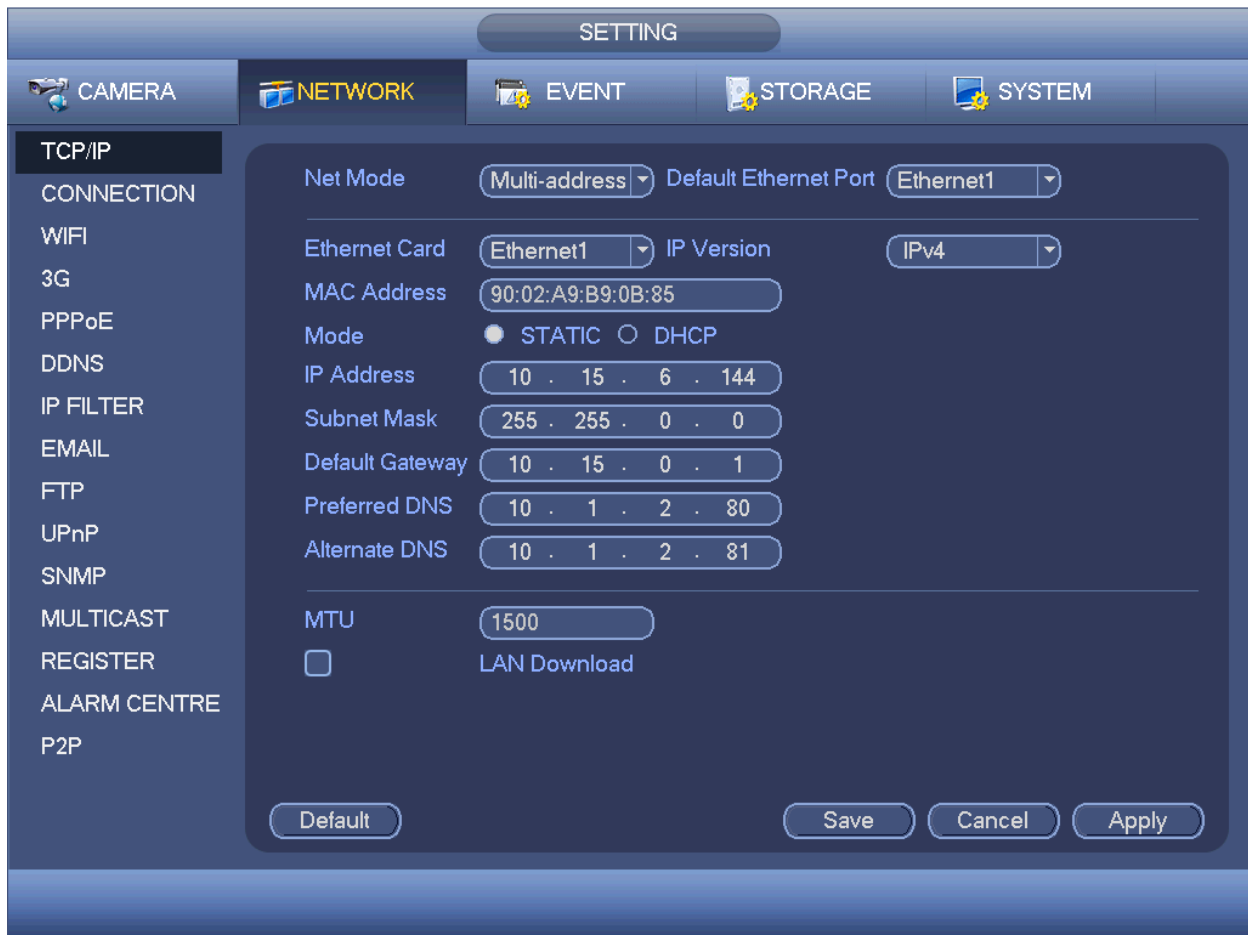 SETTING
CAMERA NETWORK EVENT STORAGE SYSTEM
TCP/IP
CONNECTION
WIFI
3G
PPPoE
DDNS
IP FILTER
EMAIL
FTP
UPnP
SNMP
MULTICAST
REGISTER
ALARM CENTRE
P2P
Net Mode Multi-address Default Ethernet Port Ethernet1
Ethernet Card Ethernet1 IP Version IPv4
MAC Address 90:02:A9:B9:0B:85
Mode STATIC DHCP
IP Address 10 . 15 . 6 . 144
Subnet Mask 255 . 255 . 0 . 0
Default Gateway 10 . 15 . 0 . 1
Preferred DNS 10 . 1 . 2 . 80
Alternate DNS 10 . 1 . 2 . 81
MTU 1500
LAN Download
Default Save Cancel Apply